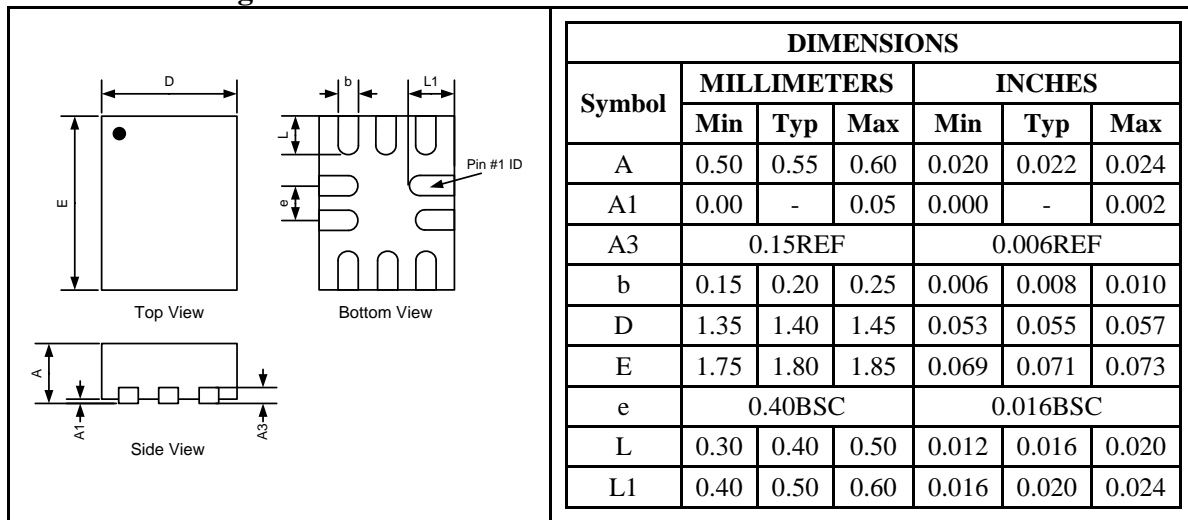 D
E
Top View
b
L1
L
e
Pin #1 ID
Bottom View
A
A1
A3
Side View
DIMENSIONS
Symbol MILLIMETERS INCHES
Min Typ Max Min Typ Max
A 0.50 0.55 0.60 0.020 0.022 0.024
A1 0.00 - 0.05 0.000 - 0.002
A3 0.15REF 0.006REF
b 0.15 0.20 0.25 0.006 0.008 0.010
D 1.35 1.40 1.45 0.053 0.055 0.057
E 1.75 1.80 1.85 0.069 0.071 0.073
e 0.40BSC 0.016BSC
L 0.30 0.40 0.50 0.012 0.016 0.020
L1 0.40 0.50 0.60 0.016 0.020 0.024